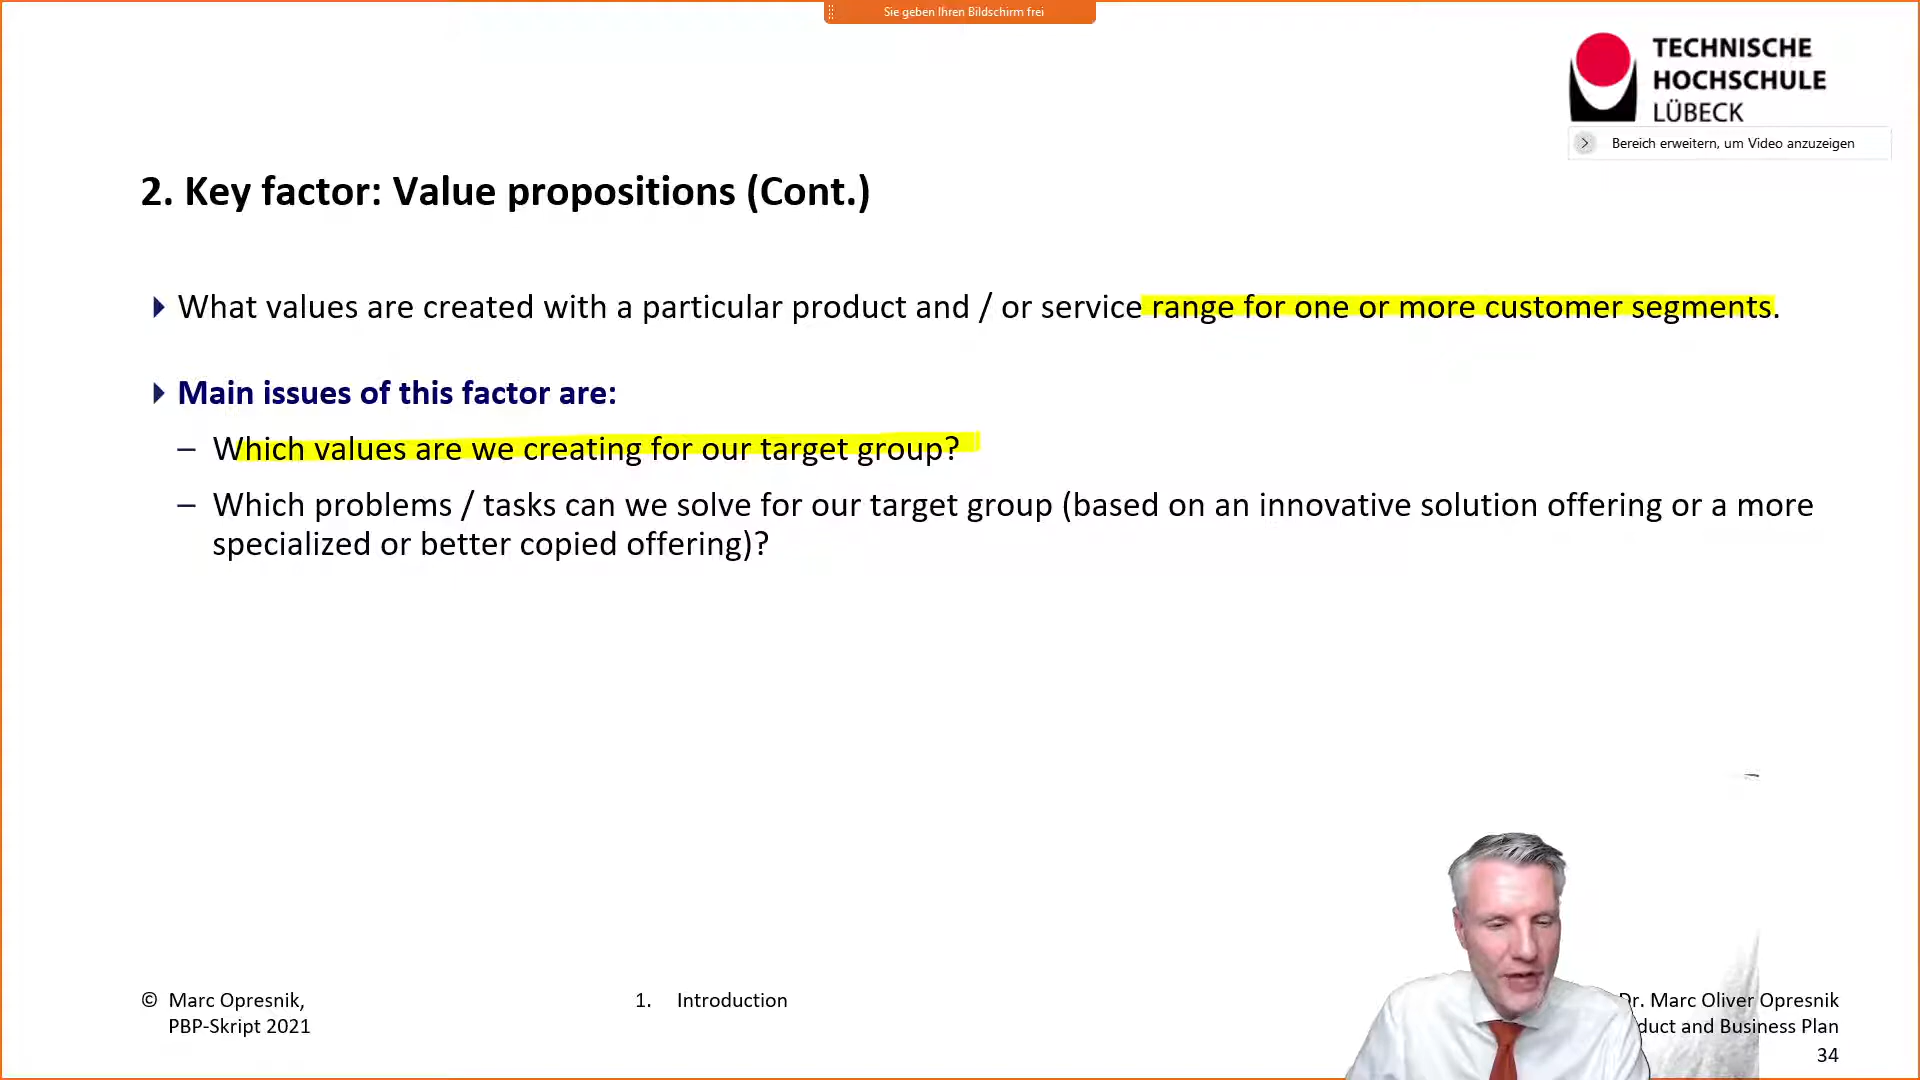 Sie geben Ihren Bildschirm frei
TECHNISCHE
HOCHSCHULE
LÜBECK
Bereich erweitern, um Video anzuzeigen
2. Key factor: Value propositions (Cont.)
What values are created with a particular product and / or service range for one or more customer segments.
Main issues of this factor are:
– Which values are we creating for our target group?
– Which problems / tasks can we solve for our target group (based on an innovative solution offering or a more
specialized or better copied offering)?
© Marc Opresnik,
PBP-Skript 2021
1. Introduction
Dr. Marc Oliver Opresnik
duct and Business Plan
34